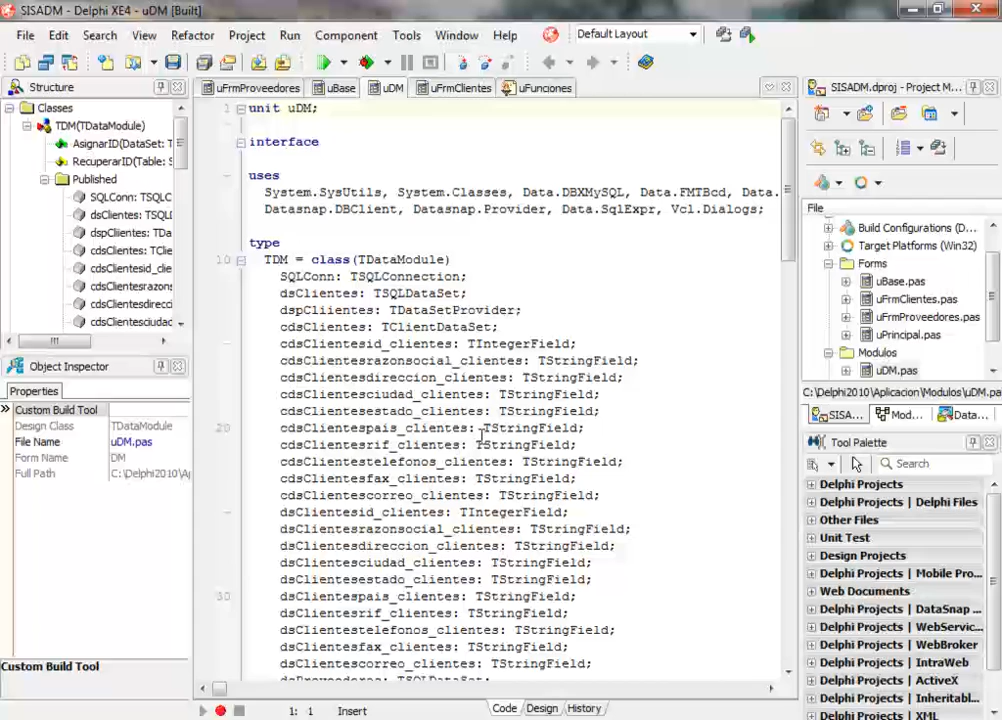 SISADM - Delphi XE4 - uDM [Built]
File Edit Search View Refactor Project Run Component Tools Window Help
Default Layout
Structure
Classes
TDM(TDataModule)
AsignarID(DataSet: T
RecuperarID(Table: S
Published
SQLConn: TSQLC
dsClientes: TSQLD
dspClientes: TDa
cdsClientes: TClie
cdsClientesid_clie
cdsClientesrazons
cdsClientesdirecci
cdsClientesciudad
Object Inspector
Properties
Custom Build Tool
Design Class TDataModule
File Name uDM.pas
Form Name DM
Full Path C:\Delphi2010\Ap
Custom Build Tool
uFrmProveedores uBase uDM uFrmClientes uFunciones
1 unit uDM;
interface
uses
System.SysUtils, System.Classes, Data.DBXMySQL, Data.FMTBcd, Data.
Datasnap.DBClient, Datasnap.Provider, Data.SqlExpr, Vcl.Dialogs;
type
10 TDM = class(TDataModule)
SQLConn: TSQLConnection;
dsClientes: TSQLDataSet;
dspCliientes: TDataSetProvider;
cdsClientes: TClientDataSet;
cdsClientesid_clientes: TIntegerField;
cdsClientesrazonsocial_clientes: TStringField;
cdsClientesdireccion_clientes: TStringField;
cdsClientesciudad_clientes: TStringField;
cdsClientesestado_clientes: TStringField;
20 cdsClientespais_clientes: TStringField;
cdsClientesrif_clientes: TStringField;
cdsClientestelefonos_clientes: TStringField;
cdsClientesfax_clientes: TStringField;
cdsClientescorreo_clientes: TStringField;
dsClientesid_clientes: TIntegerField;
dsClientesrazonsocial_clientes: TStringField;
dsClientesdireccion_clientes: TStringField;
dsClientesciudad_clientes: TStringField;
dsClientesestado_clientes: TStringField;
30 dsClientespais_clientes: TStringField;
dsClientesrif_clientes: TStringField;
dsClientestelefonos_clientes: TStringField;
dsClientesfax_clientes: TStringField;
dsClientescorreo_clientes: TStringField;
1: 1 Insert Code Design History
SISADM.dproj - Project M...
File
Build Configurations (D...
Target Platforms (Win32)
Forms
uBase.pas
uFrmClientes.pas
uFrmProveedores.pas
uPrincipal.pas
Modulos
uDM.pas
C:\Delphi2010\Aplicacion\Modulos\uDM.pas
SISA... Mod... Data...
Tool Palette
Search
Delphi Projects
Delphi Projects | Delphi Files
Other Files
Unit Test
Design Projects
Delphi Projects | Mobile Pro...
Web Documents
Delphi Projects | DataSnap
Delphi Projects | WebServic...
Delphi Projects | WebBroker
Delphi Projects | IntraWeb
Delphi Projects | ActiveX
Delphi Projects | Inheritabl...
Delphi Projects | XML